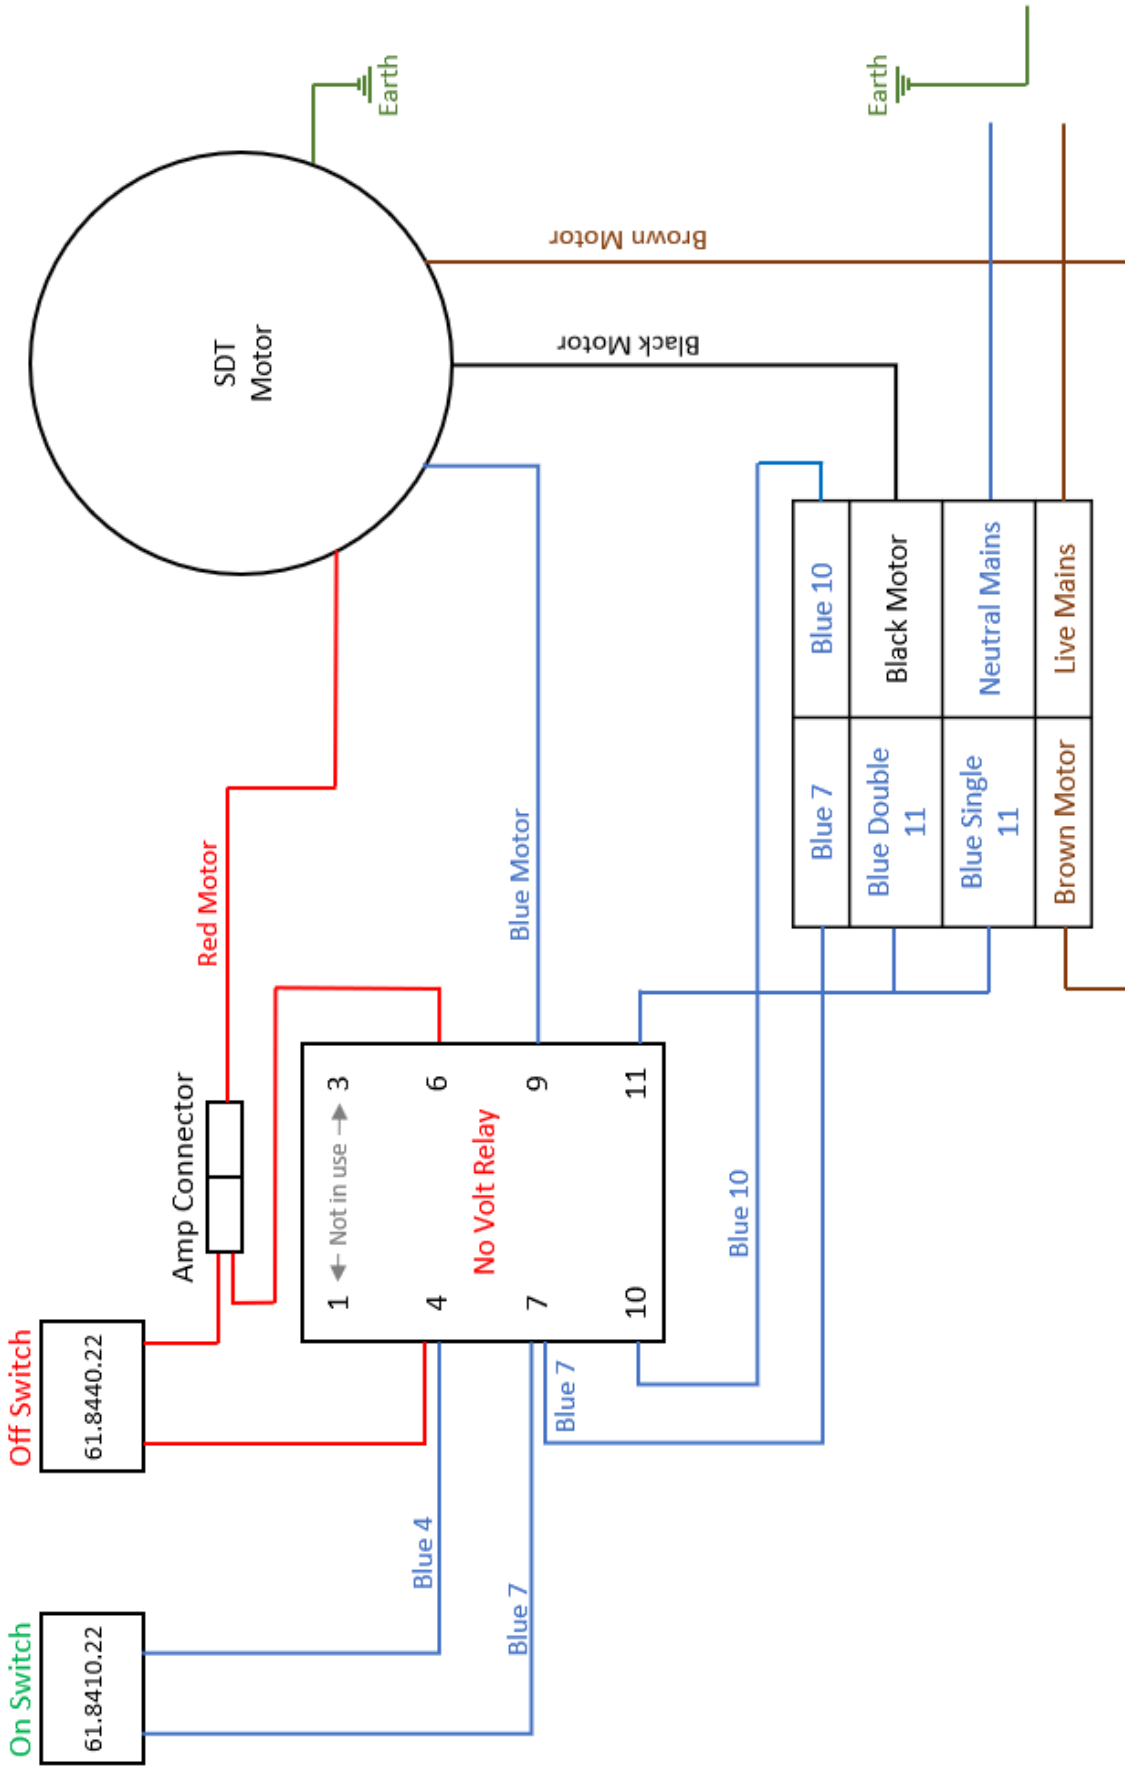 On Switch
61.8410.22
Off Switch
61.8440.22
Amp Connector
Red Motor
SDT
Motor
Earth
Blue 4
Blue 7
Blue 7
1 ← Not in use → 3
4
6
No Volt Relay
7
9
10
11
Blue Motor
Black Motor
Brown Motor
Blue 10
Blue 7
Blue 10
Blue Double
11
Black Motor
Blue Single
11
Neutral Mains
Brown Motor
Live Mains
Earth